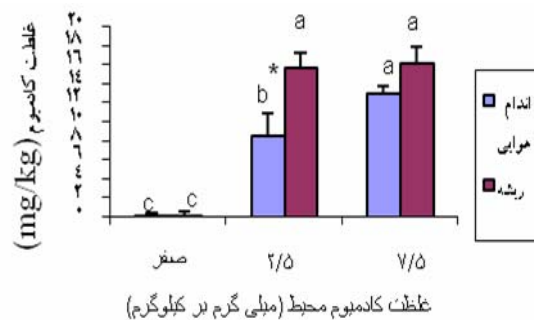 غلظت کادمیوم (mg/kg)
۲۰
۱۸
۱۶
۱۴
۱۲
۱۰
۸
۶
۴
۲
۰
c c
b * a
a a
صفر ۲/۵ ۷/۵
غلظت کادمیوم محیط (میلی گرم بر کیلوگرم)
اندام
هوایی
ریشه